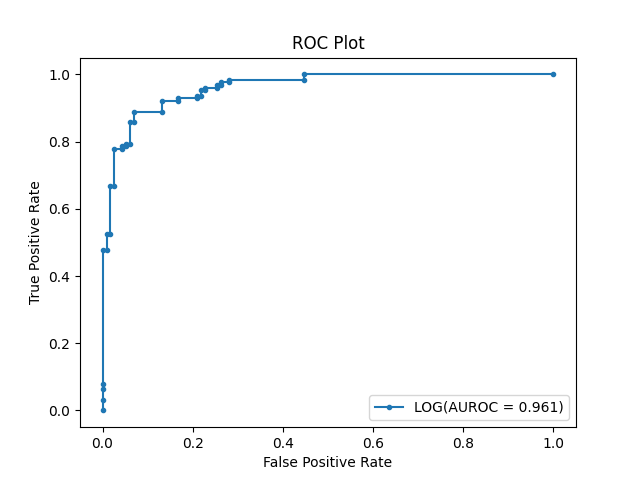 ROC Plot
1.0
0.8
0.6
0.4
0.2
0.0
True Positive Rate
LOG(AUROC = 0.961)
0.0 0.2 0.4 0.6 0.8 1.0
False Positive Rate